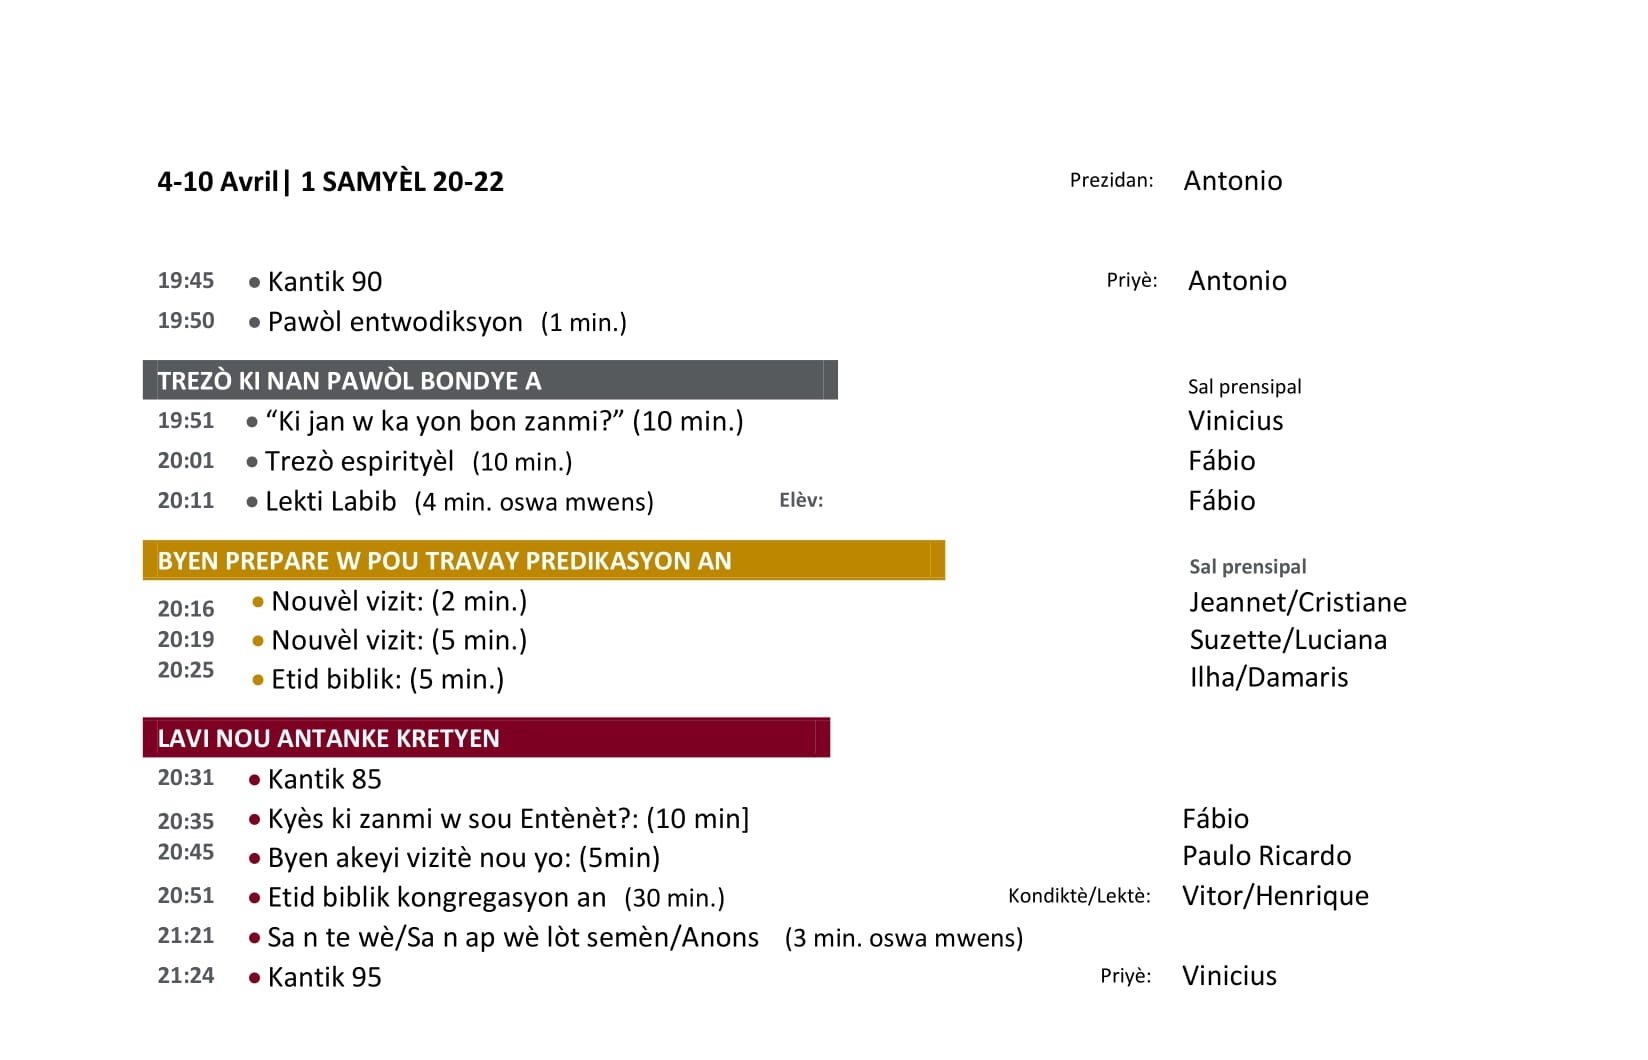 4-10 Avril| 1 SAMYÈL 20-22 Prezidan: Antonio
19:45 • Kantik 90 Priyè: Antonio
19:50 • Pawòl entwodiksyon (1 min.)
TREZÒ KI NAN PAWÒL BONDYE A Sal prensipal
19:51 • “Ki jan w ka yon bon zanmi?” (10 min.) Vinicius
20:01 • Trezò espirityèl (10 min.) Fábio
20:11 • Lekti Labib (4 min. oswa mwens) Elèv: Fábio
BYEN PREPARE W POU TRAVAY PREDIKASYON AN Sal prensipal
20:16 • Nouvèl vizit: (2 min.) Jeannet/Cristiane
20:19 • Nouvèl vizit: (5 min.) Suzette/Luciana
20:25 • Etid biblik: (5 min.) Ilha/Damaris
LAVI NOU ANTANKE KRETYEN
20:31 • Kantik 85
20:35 • Kyès ki zanmi w sou Entènèt?: (10 min] Fábio
20:45 • Byen akeyi vizitè nou yo: (5min) Paulo Ricardo
20:51 • Etid biblik kongregasyon an (30 min.) Kondiktè/Lektè: Vitor/Henrique
21:21 • Sa n te wè/Sa n ap wè lòt semèn/Anons (3 min. oswa mwens)
21:24 • Kantik 95 Priyè: Vinicius